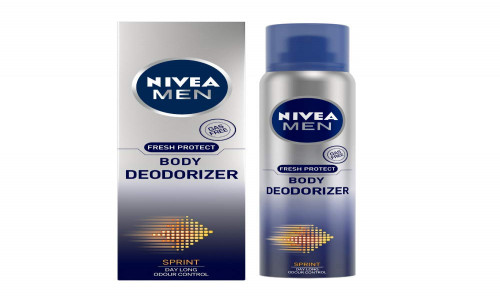 NIVEA
MEN
GAS
FREE
FRESH PROTECT
BODY
DEODORIZER
SPRINT
DAY LONG
ODOUR CONTROL
NIVEA
MEN
GAS
FREE
FRESH PROTECT
BODY
DEODORIZER
SPRINT
DAY LONG
ODOUR CONTROL